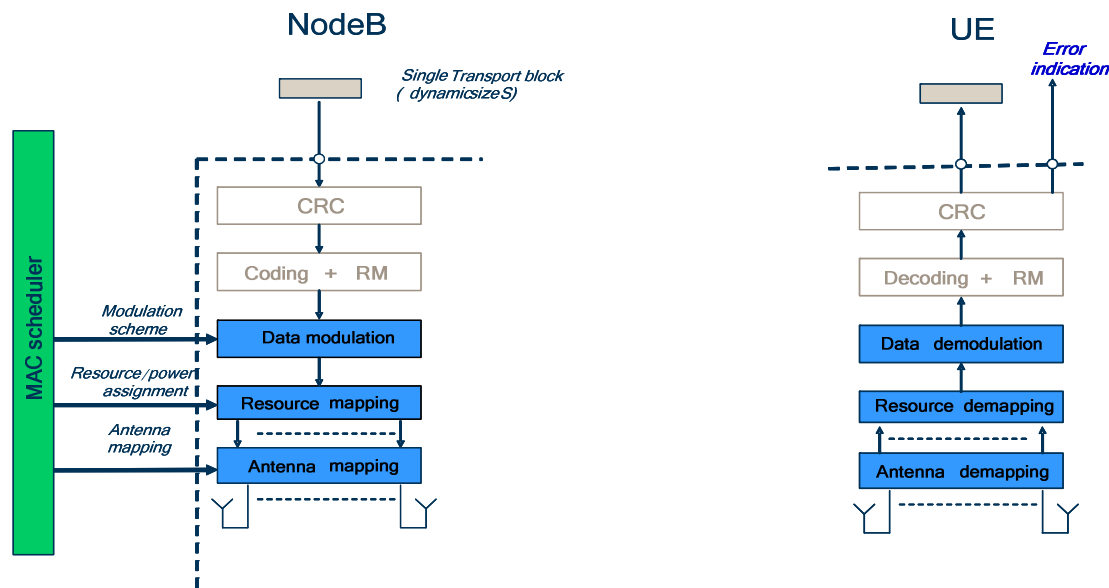 NodeB
UE
Single Transport block
( dynamicsize S)
Error
indication
MAC scheduler
CRC
Coding + RM
Modulation
scheme
Data modulation
Resource/power
assignment
Resource mapping
Antenna
mapping
Antenna mapping
CRC
Decoding + RM
Data demodulation
Resource demapping
Antenna demapping